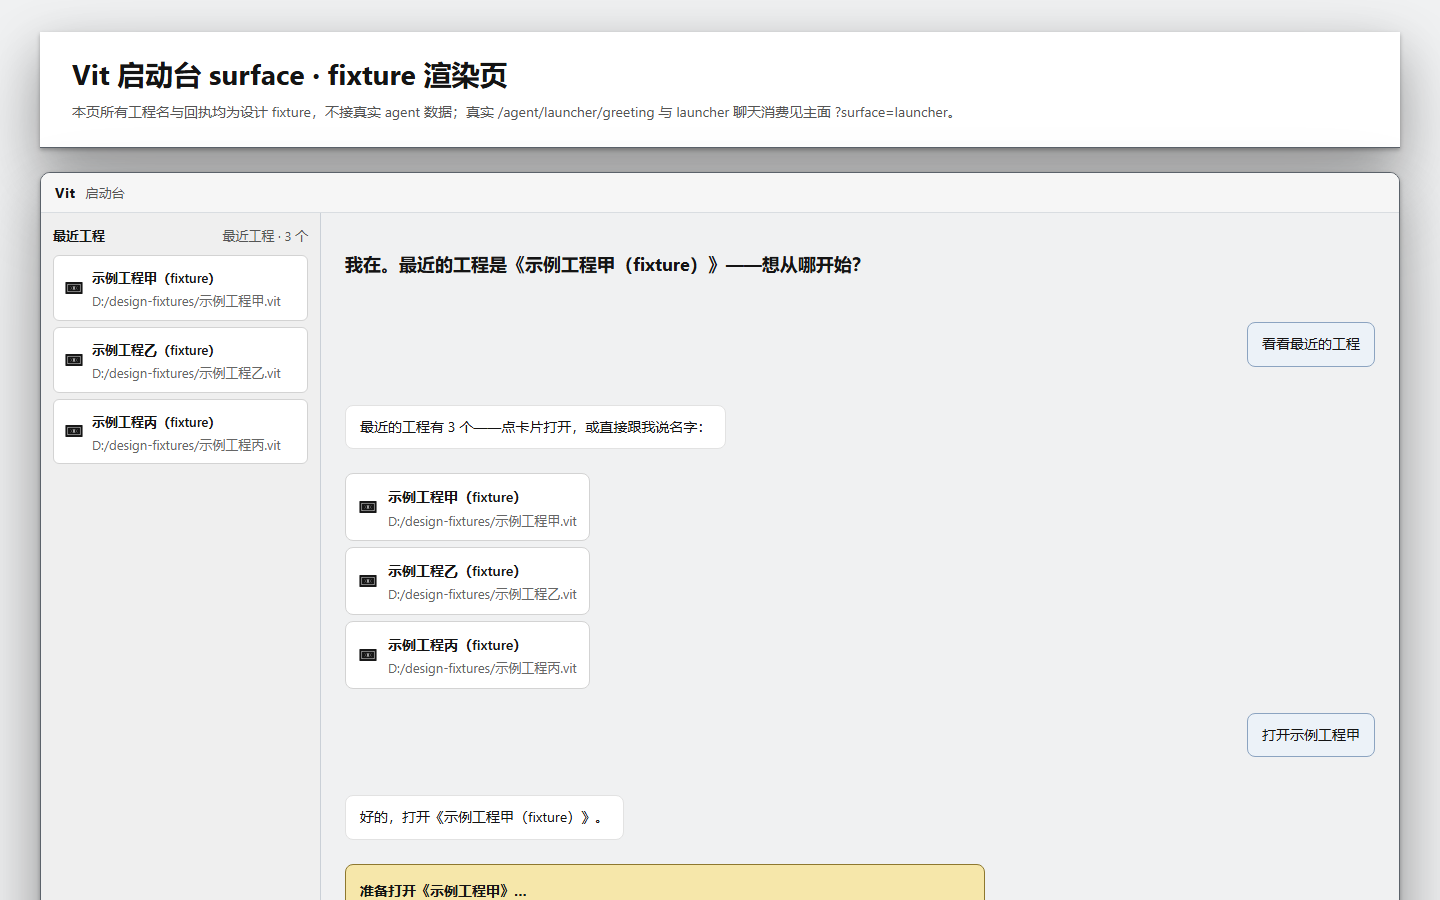 Vit 启动台 surface · fixture 渲染页
本页所有工程名与回执均为设计 fixture，不接真实 agent 数据；真实 /agent/launcher/greeting 与 launcher 聊天消费见主面 ?surface=launcher。
Vit 启动台
最近工程 最近工程 · 3 个
示例工程甲（fixture）
D:/design-fixtures/示例工程甲.vit
示例工程乙（fixture）
D:/design-fixtures/示例工程乙.vit
示例工程丙（fixture）
D:/design-fixtures/示例工程丙.vit
我在。最近的工程是《示例工程甲（fixture）》——想从哪开始？
看看最近的工程
最近的工程有 3 个——点卡片打开，或直接跟我说名字：
示例工程甲（fixture）
D:/design-fixtures/示例工程甲.vit
示例工程乙（fixture）
D:/design-fixtures/示例工程乙.vit
示例工程丙（fixture）
D:/design-fixtures/示例工程丙.vit
打开示例工程甲
好的，打开《示例工程甲（fixture）》。
准备打开《示例工程甲》…